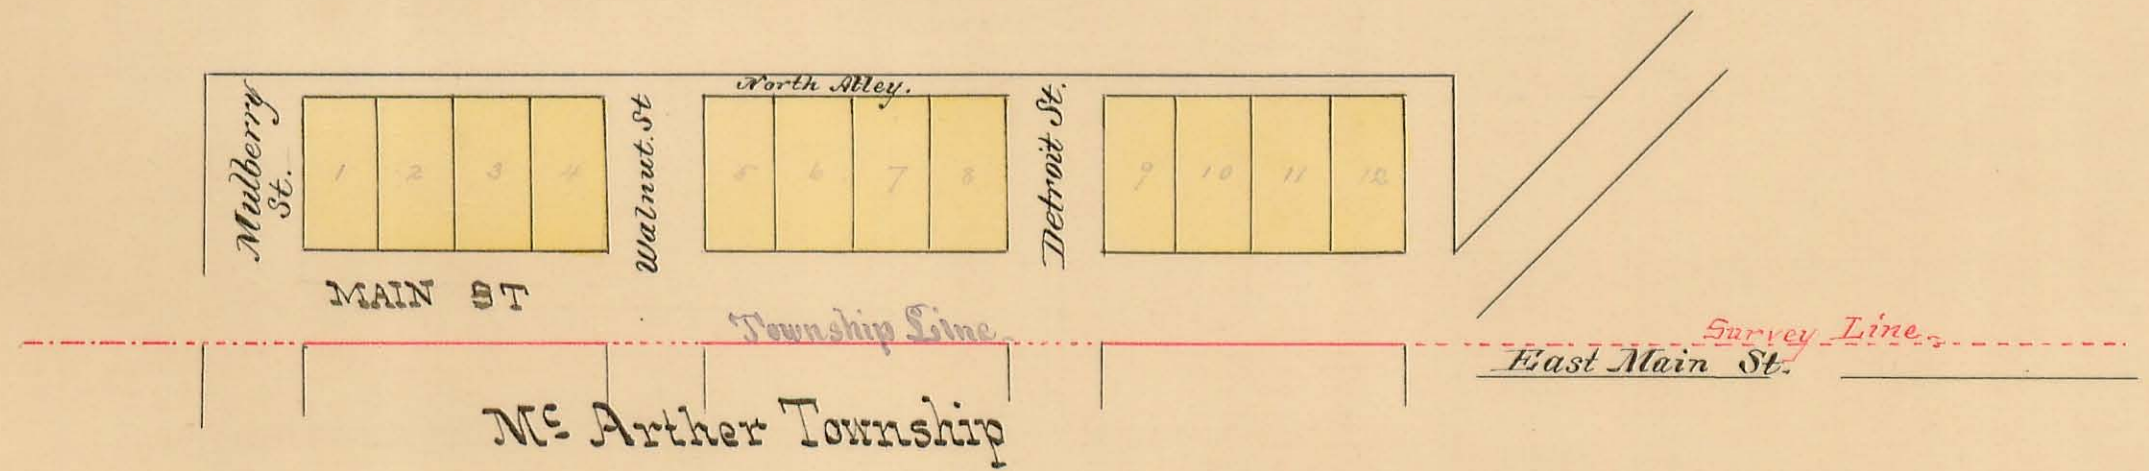 North Alley.
Mulberry
St.
Walnut. St
Detroit St.
1 2 3 4 5 6 7 8 9 10 11 12
MAIN ST
Township Line
Survey Line
East Main St.
Mc Arther Township